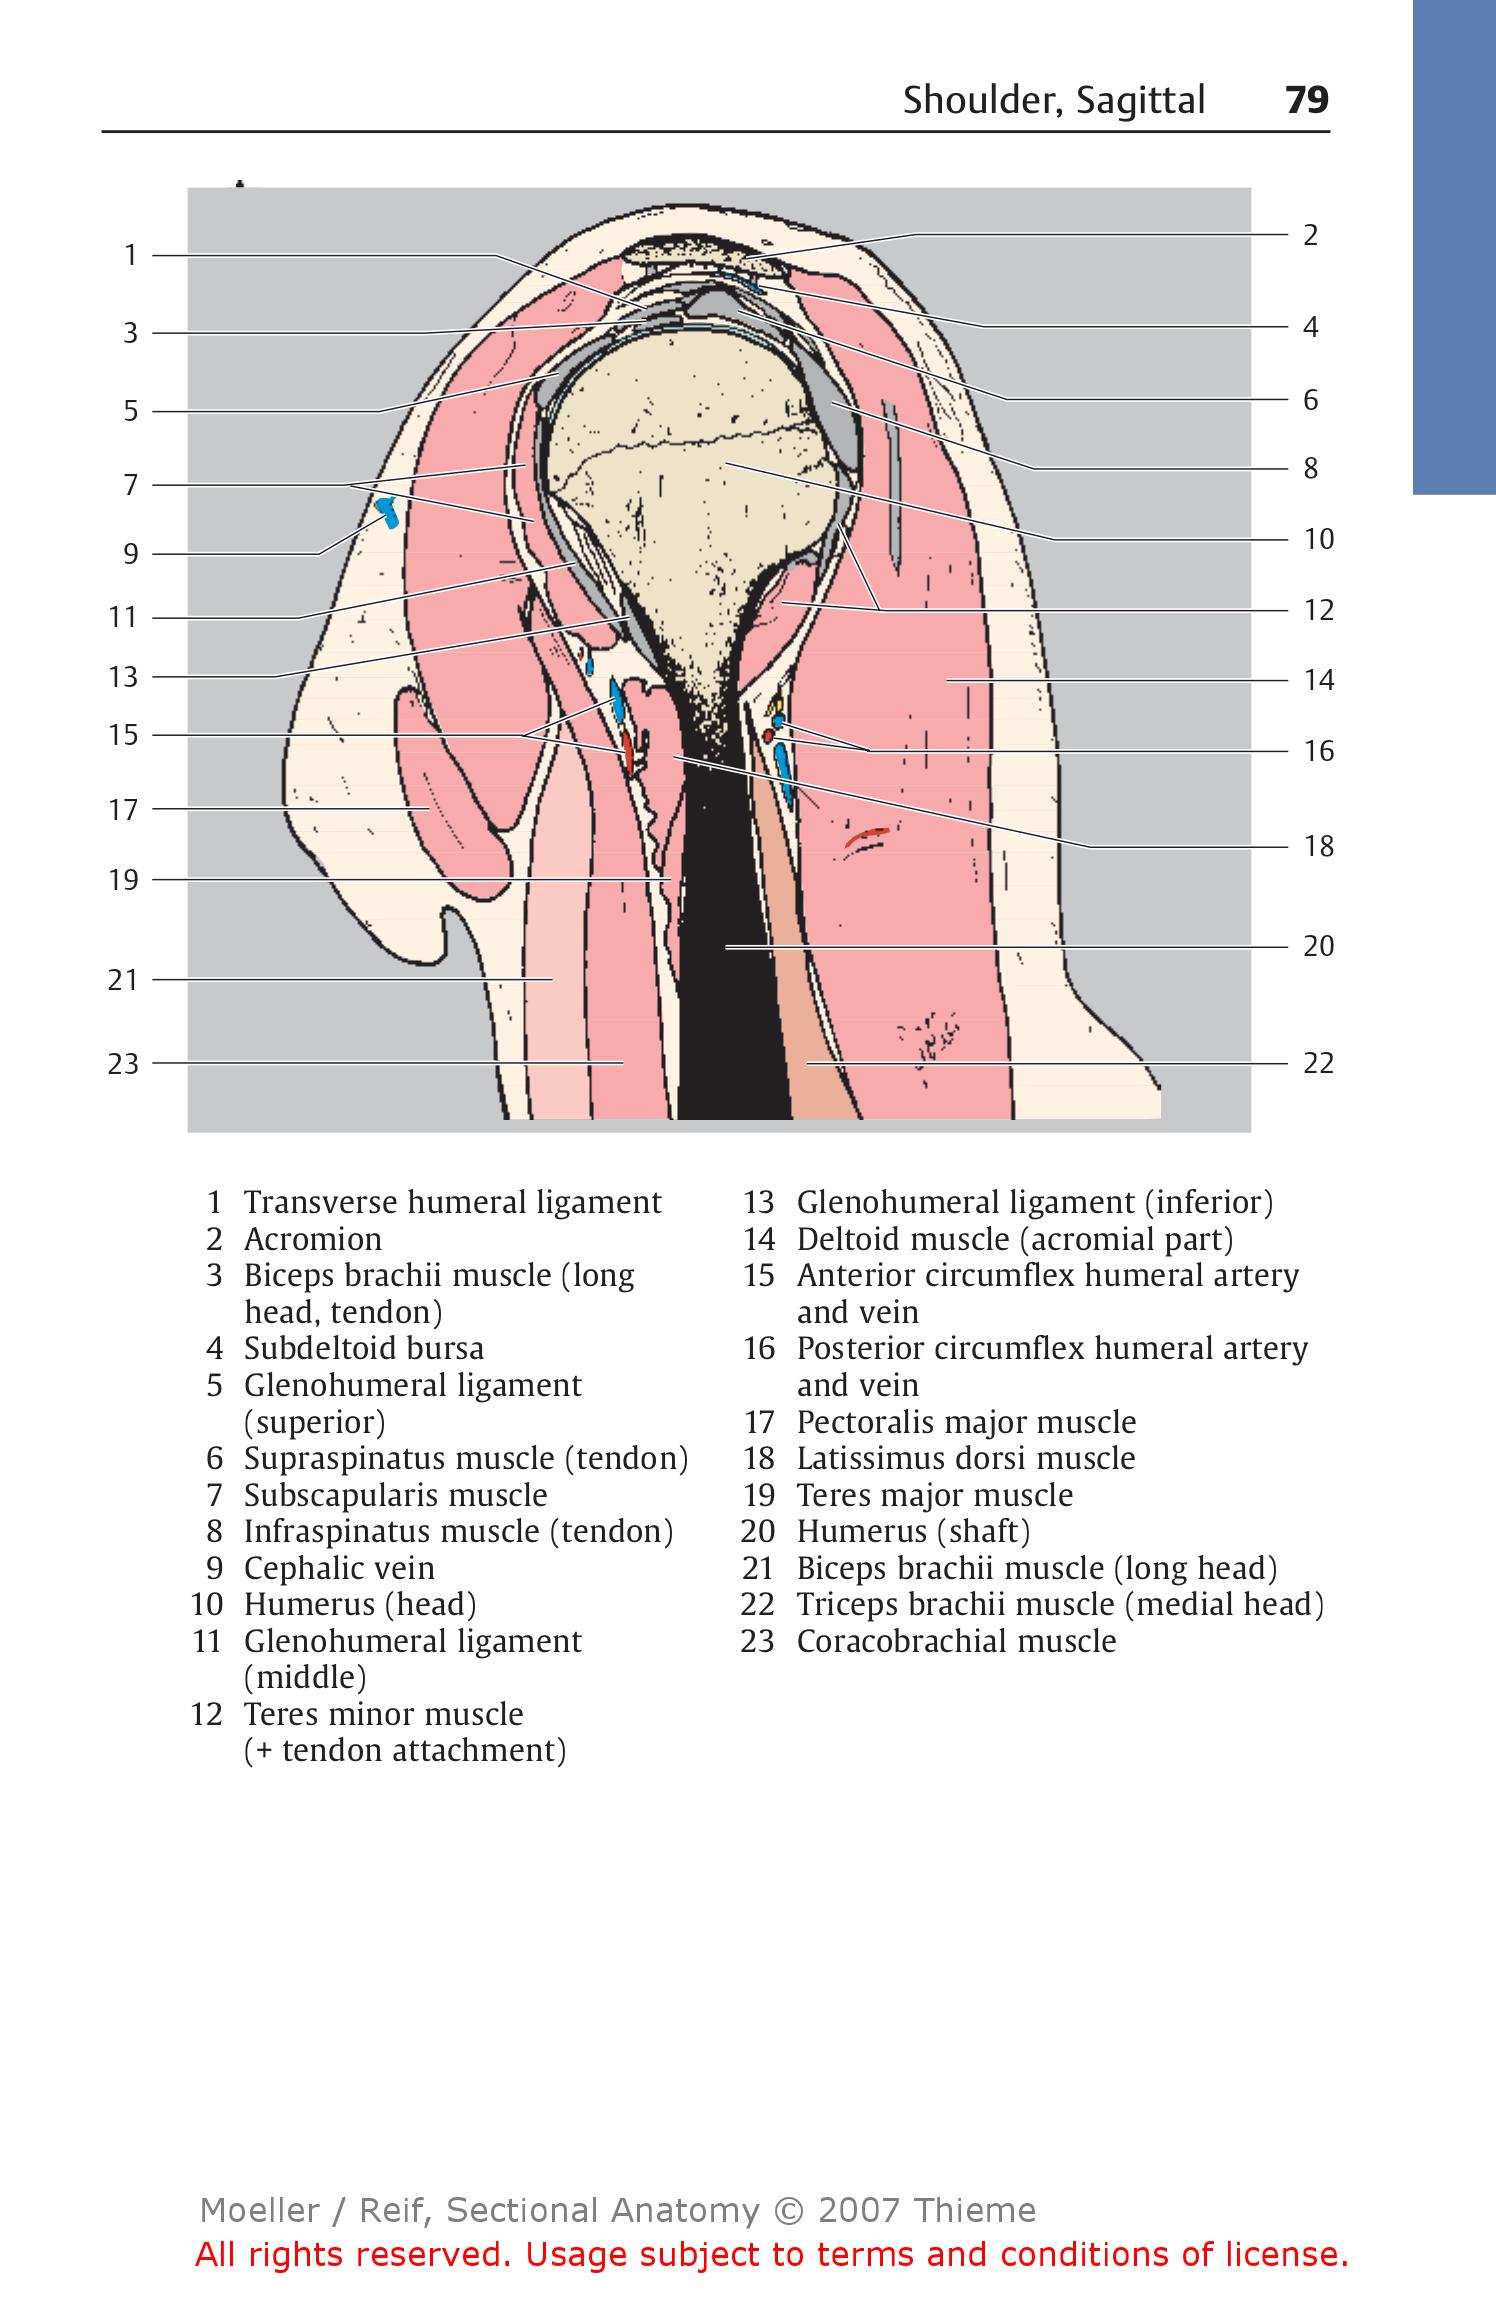 Shoulder, Sagittal 79
1
2
3
4
5
6
7
8
9
10
11
12
13
14
15
16
17
18
19
20
21
22
23
1 Transverse humeral ligament
2 Acromion
3 Biceps brachii muscle (long
head, tendon)
4 Subdeltoid bursa
5 Glenohumeral ligament
(superior)
6 Supraspinatus muscle (tendon)
7 Subscapularis muscle
8 Infraspinatus muscle (tendon)
9 Cephalic vein
10 Humerus (head)
11 Glenohumeral ligament
(middle)
12 Teres minor muscle
(+ tendon attachment)
13 Glenohumeral ligament (inferior)
14 Deltoid muscle (acromial part)
15 Anterior circumflex humeral artery
and vein
16 Posterior circumflex humeral artery
and vein
17 Pectoralis major muscle
18 Latissimus dorsi muscle
19 Teres major muscle
20 Humerus (shaft)
21 Biceps brachii muscle (long head)
22 Triceps brachii muscle (medial head)
23 Coracobrachial muscle
Moeller / Reif, Sectional Anatomy © 2007 Thieme
All rights reserved. Usage subject to terms and conditions of license.